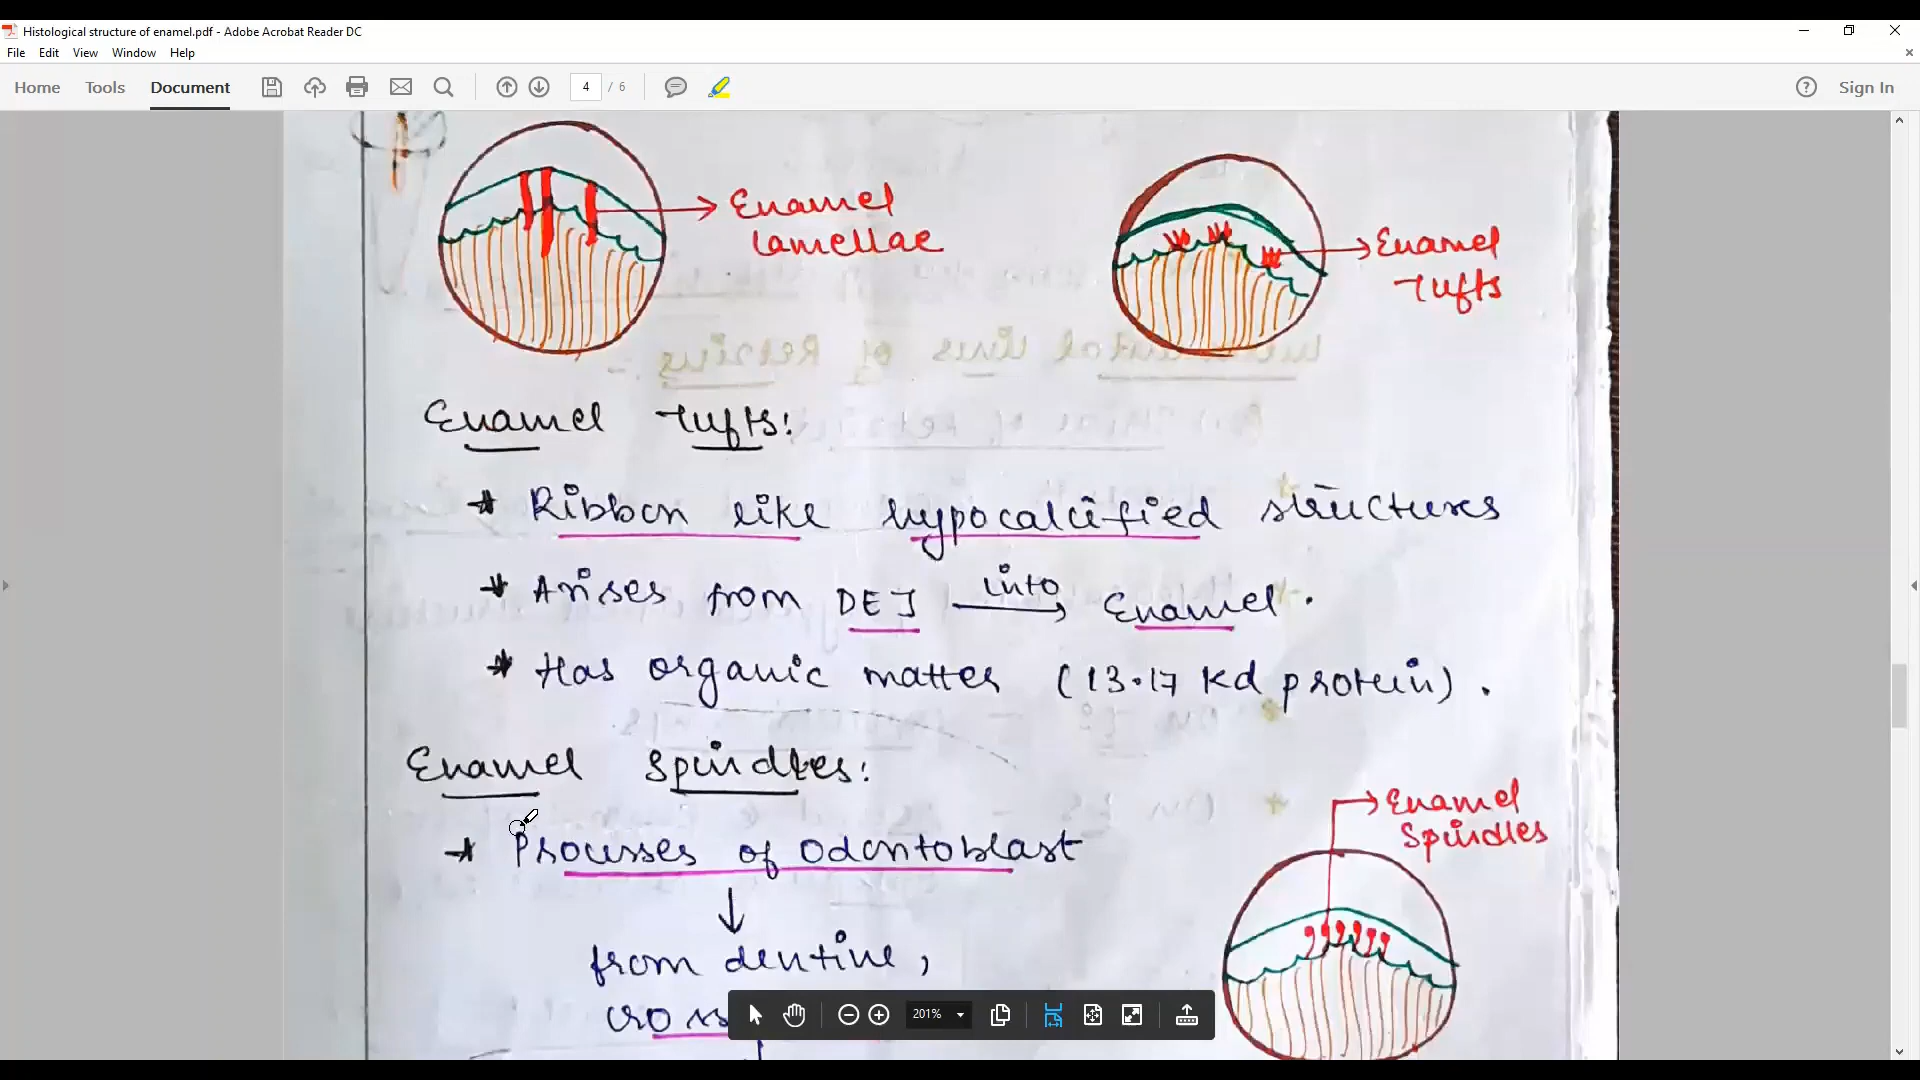 Histological structure of enamel.pdf - Adobe Acrobat Reader DC
File Edit View Window Help
Home Tools Document 4 / 6 Sign In
Enamel
Lamellae
Enamel
Tufts
Enamel Tufts:
* Ribbon like hypocalcified structures
* Arises from DEJ into → Enamel.
* Has organic matter (13.17 Kd protein).
Enamel Spindles:
* Processes of Odontoblast
↓
from dentine,
cross
Enamel
Spindles
201%